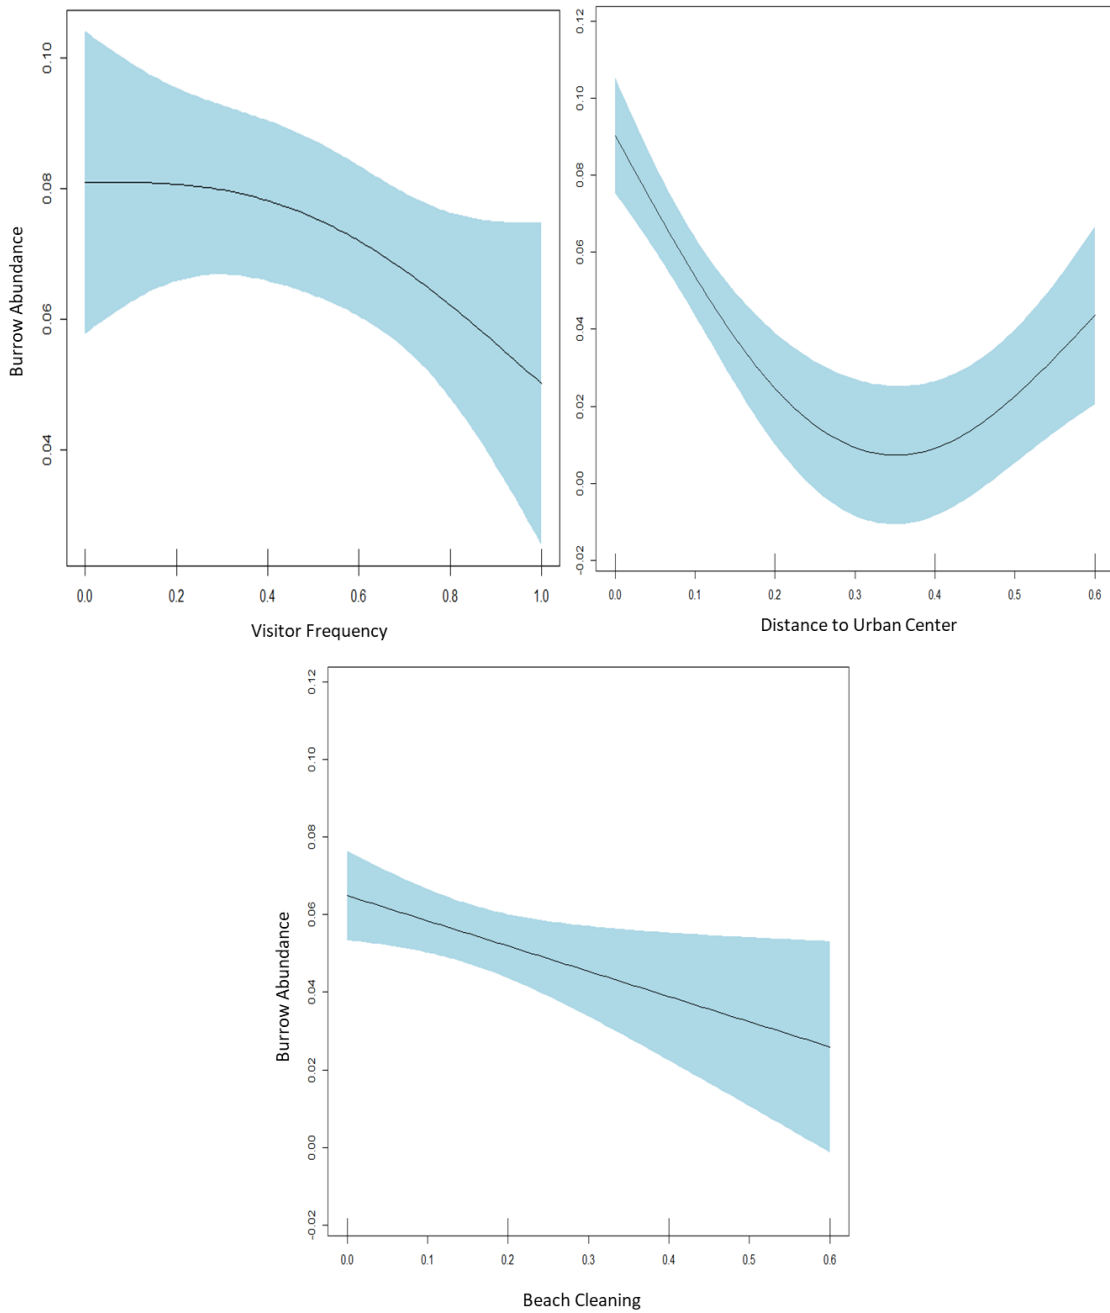 0.10
0.08
0.06
0.04
Burrow Abundance
0.0 0.2 0.4 0.6 0.8 1.0
Visitor Frequency
0.12
0.10
0.08
0.06
0.04
0.02
0.00
-0.02
0.0 0.1 0.2 0.3 0.4 0.5 0.6
Distance to Urban Center
0.12
0.10
0.08
0.06
0.04
0.02
0.00
-0.02
Burrow Abundance
0.0 0.1 0.2 0.3 0.4 0.5 0.6
Beach Cleaning